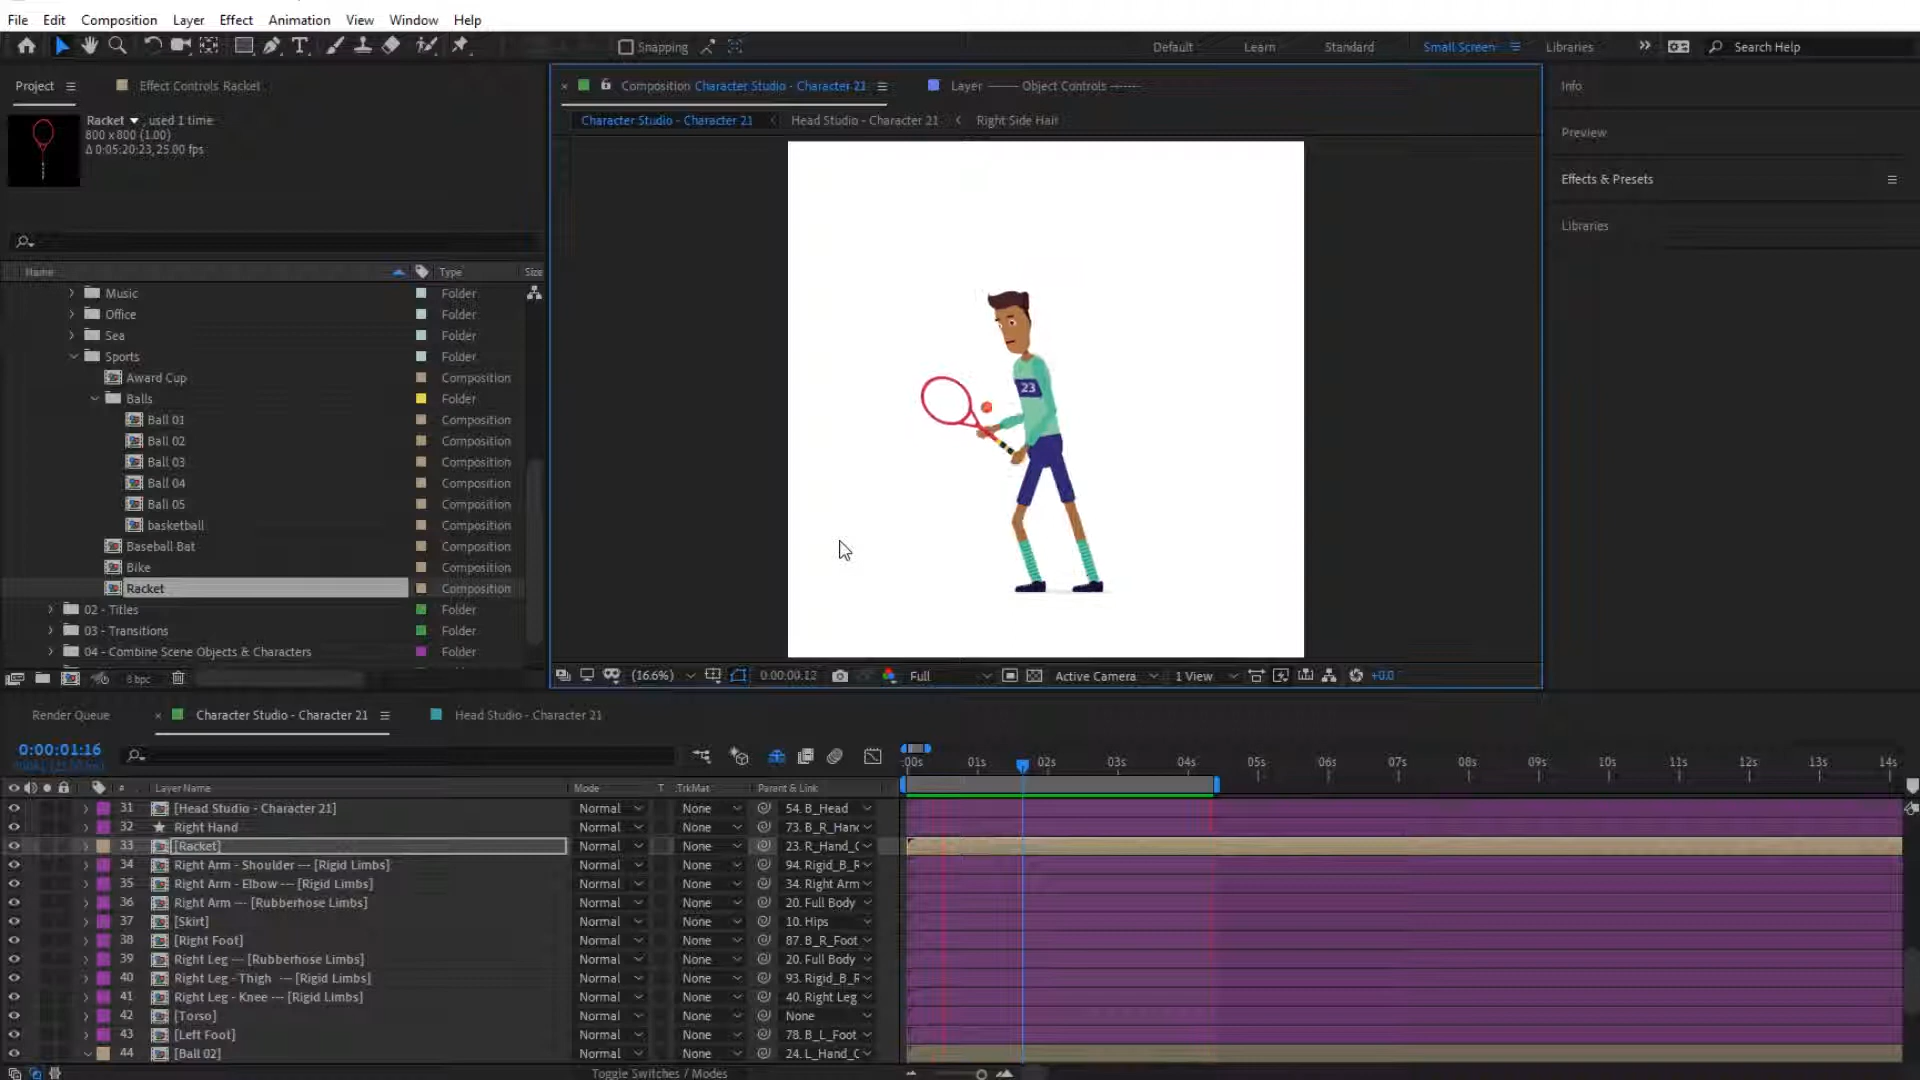 File Edit Composition Layer Effect Animation View Window Help
Snapping Default Learn Standard Small Screen Libraries Search Help
Project Effect Controls Racket
Composition Character Studio - Character 21 Layer Object Controls
Info
Racket , used 1 time
800 x 800 (1.00)
Δ 0:05:20:23, 25.00 fps
Character Studio - Character 21 Head Studio - Character 21 Right Side Hair
Preview
Effects & Presets
Libraries
Name Type Size
Music Folder
Office Folder
Sea Folder
Sports Folder
Award Cup Composition
Balls Folder
Ball 01 Composition
Ball 02 Composition
Ball 03 Composition
Ball 04 Composition
Ball 05 Composition
basketball Composition
Baseball Bat Composition
Bike Composition
Racket Composition
02 - Titles Folder
03 - Transitions Folder
04 - Combine Scene Objects & Characters Folder
23
8 bpc
(16.6%) 0:00:00:12 Full Active Camera 1 View +0.0
Render Queue Character Studio - Character 21 Head Studio - Character 21
0:00:01:16
:00s 01s 02s 03s 04s 05s 06s 07s 08s 09s 10s 11s 12s 13s 14s
# Layer Name Mode T .TrkMat Parent & Link
31 [Head Studio - Character 21] Normal None 54. B_Head
32 Right Hand Normal None 73. B_R_Hanc
33 [Racket] Normal None 23. R_Hand_C
34 Right Arm - Shoulder --- [Rigid Limbs] Normal None 94. Rigid_B_R
35 Right Arm - Elbow --- [Rigid Limbs] Normal None 34. Right Arm
36 Right Arm --- [Rubberhose Limbs] Normal None 20. Full Body
37 [Skirt] Normal None 10. Hips
38 [Right Foot] Normal None 87. B_R_Foot
39 Right Leg --- [Rubberhose Limbs] Normal None 20. Full Body
40 Right Leg - Thigh --- [Rigid Limbs] Normal None 93. Rigid_B_R
41 Right Leg - Knee --- [Rigid Limbs] Normal None 40. Right Leg
42 [Torso] Normal None None
43 [Left Foot] Normal None 78. B_L_Foot
44 [Ball 02] Normal None 24. L_Hand_C
Toggle Switches / Modes